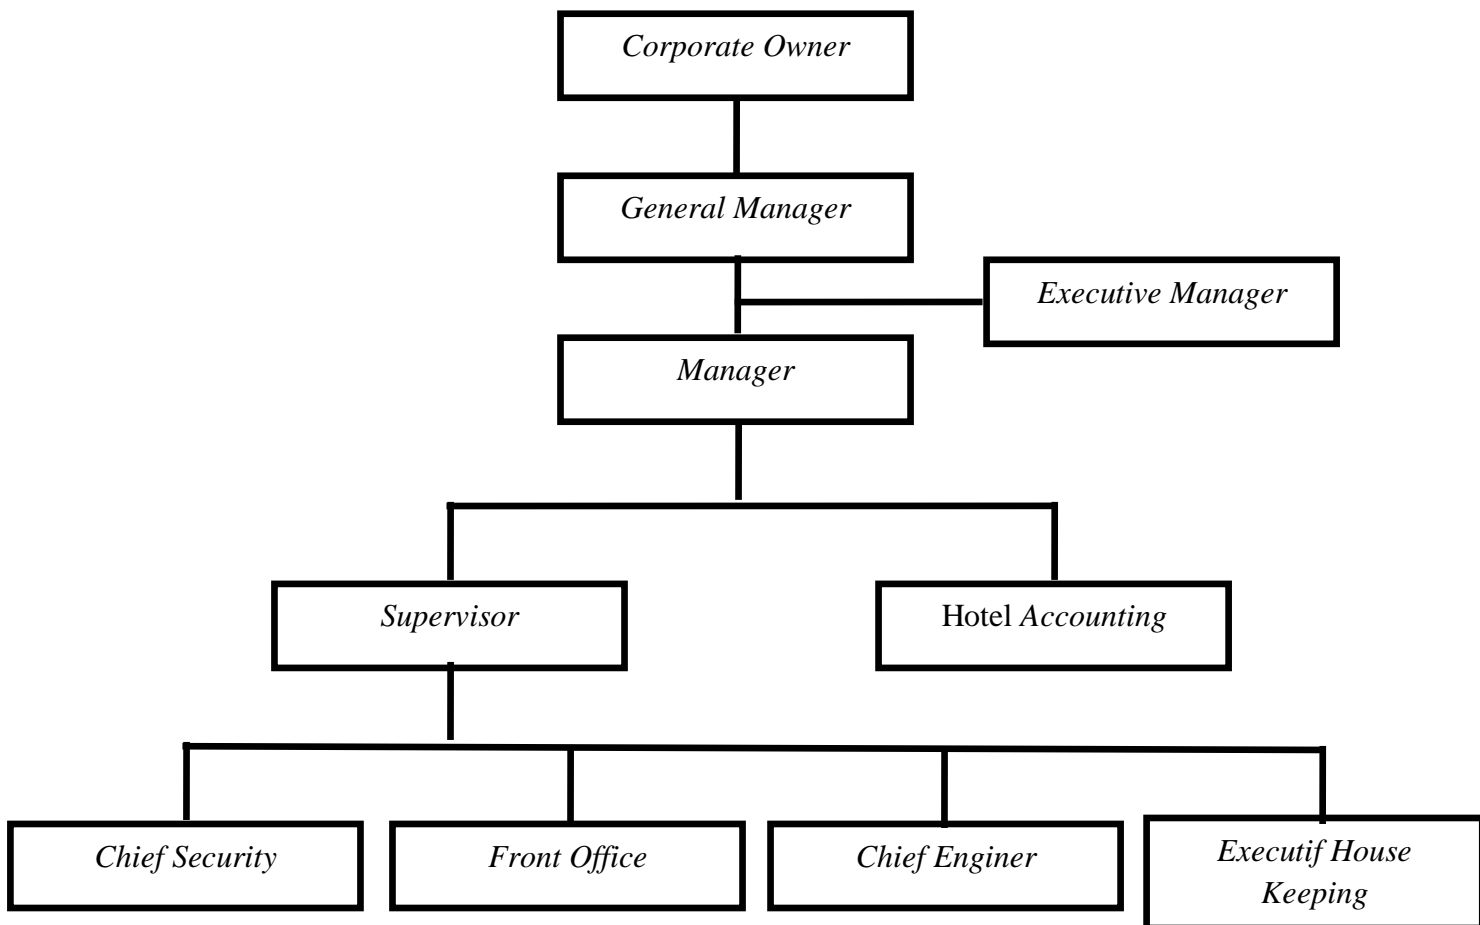 Corporate Owner
General Manager
Executive Manager
Manager
Supervisor
Hotel Accounting
Chief Security
Front Office
Chief Enginer
Executif House
Keeping